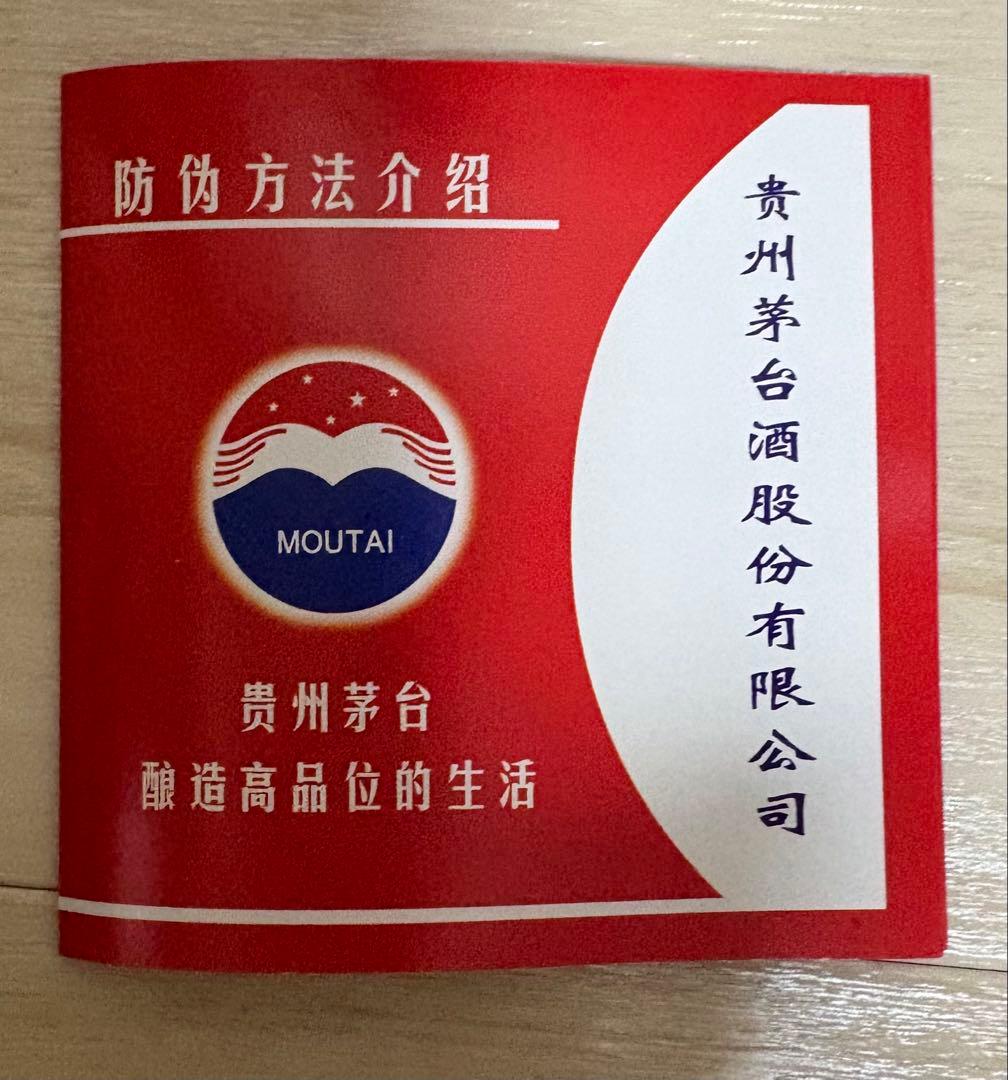 防伪方法介绍
MOUTAI
贵州茅台
酿造高品位的生活
贵州茅台酒股份有限公司